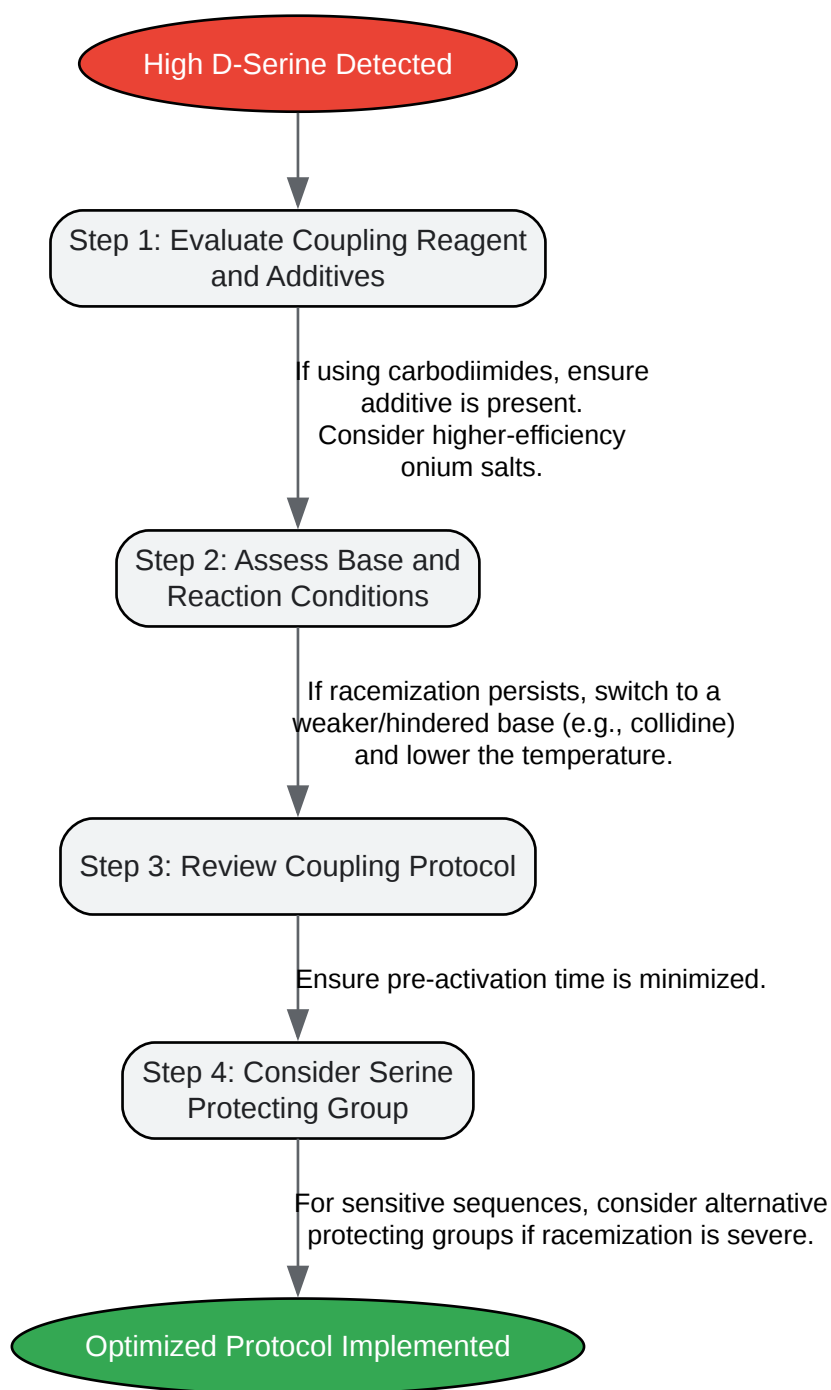 High D-Serine Detected
Step 1: Evaluate Coupling Reagent
and Additives
If using carbodiimides, ensure
additive is present.
Consider higher-efficiency
onium salts.
Step 2: Assess Base and
Reaction Conditions
If racemization persists, switch to a
weaker/hindered base (e.g., collidine)
and lower the temperature.
Step 3: Review Coupling Protocol
Ensure pre-activation time is minimized.
Step 4: Consider Serine
Protecting Group
For sensitive sequences, consider alternative
protecting groups if racemization is severe.
Optimized Protocol Implemented